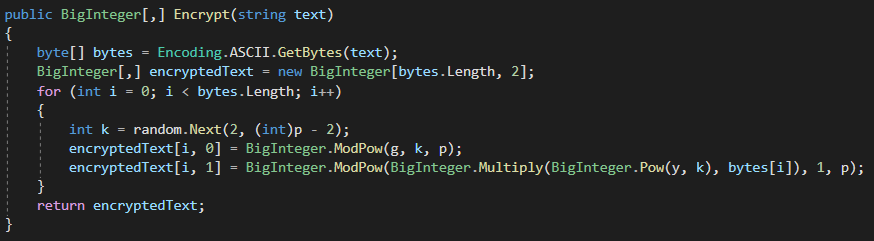 public BigInteger[,] Encrypt(string text)
{
    byte[] bytes = Encoding.ASCII.GetBytes(text);
    BigInteger[,] encryptedText = new BigInteger[bytes.Length, 2];
    for (int i = 0; i < bytes.Length; i++)
    {
        int k = random.Next(2, (int)p - 2);
        encryptedText[i, 0] = BigInteger.ModPow(g, k, p);
        encryptedText[i, 1] = BigInteger.ModPow(BigInteger.Multiply(BigInteger.Pow(y, k), bytes[i]), 1, p);
    }
    return encryptedText;
}